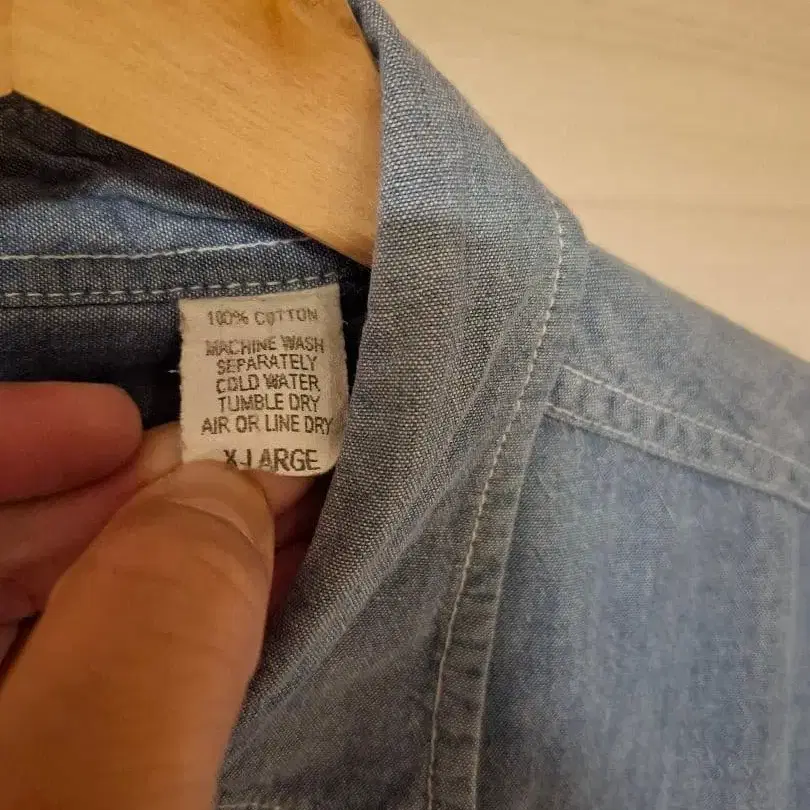 100% COTTON
MACHINE WASH
SEPARATELY
COLD WATER
TUMBLE DRY
AIR OR LINE DRY
X-LARGE